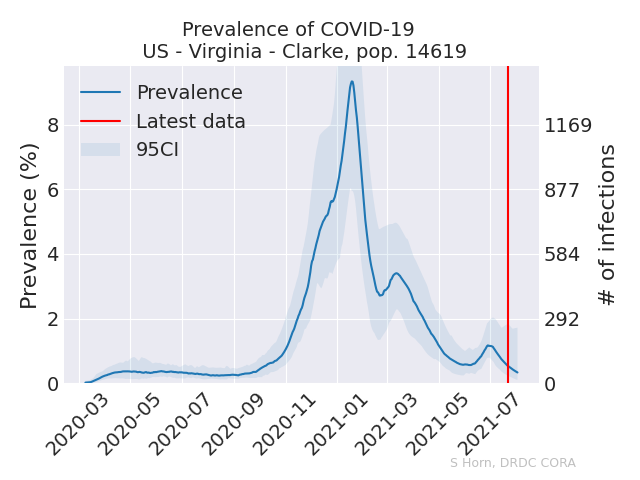 Prevalence of COVID-19
US - Virginia - Clarke, pop. 14619
Prevalence
Latest data
95CI
Prevalence (%)
8
6
4
2
0
1169
877
584
292
0
# of infections
2020-03
2020-05
2020-07
2020-09
2020-11
2021-01
2021-03
2021-05
2021-07
S Horn, DRDC CORA